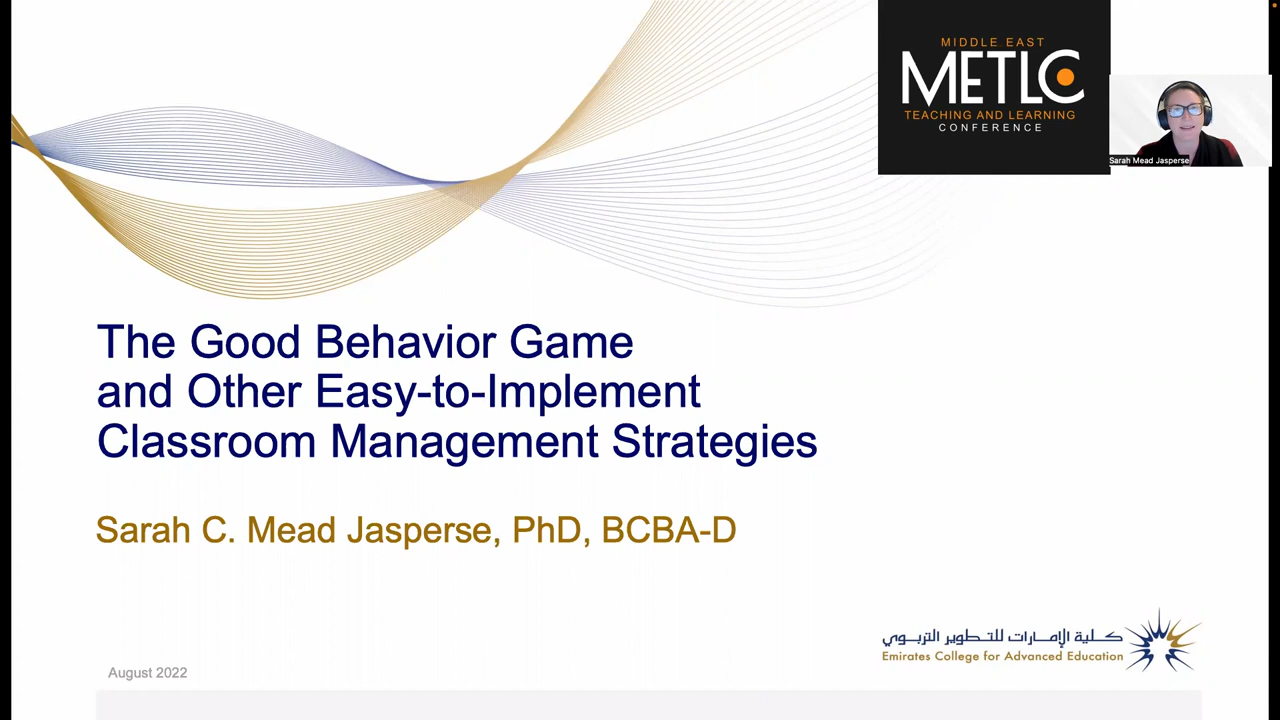 MIDDLE EAST
METLC
TEACHING AND LEARNING
CONFERENCE
Sarah Mead Jasperse
The Good Behavior Game
and Other Easy-to-Implement
Classroom Management Strategies
Sarah C. Mead Jasperse, PhD, BCBA-D
كلية الإمارات للتطوير التربوي
Emirates College for Advanced Education
August 2022